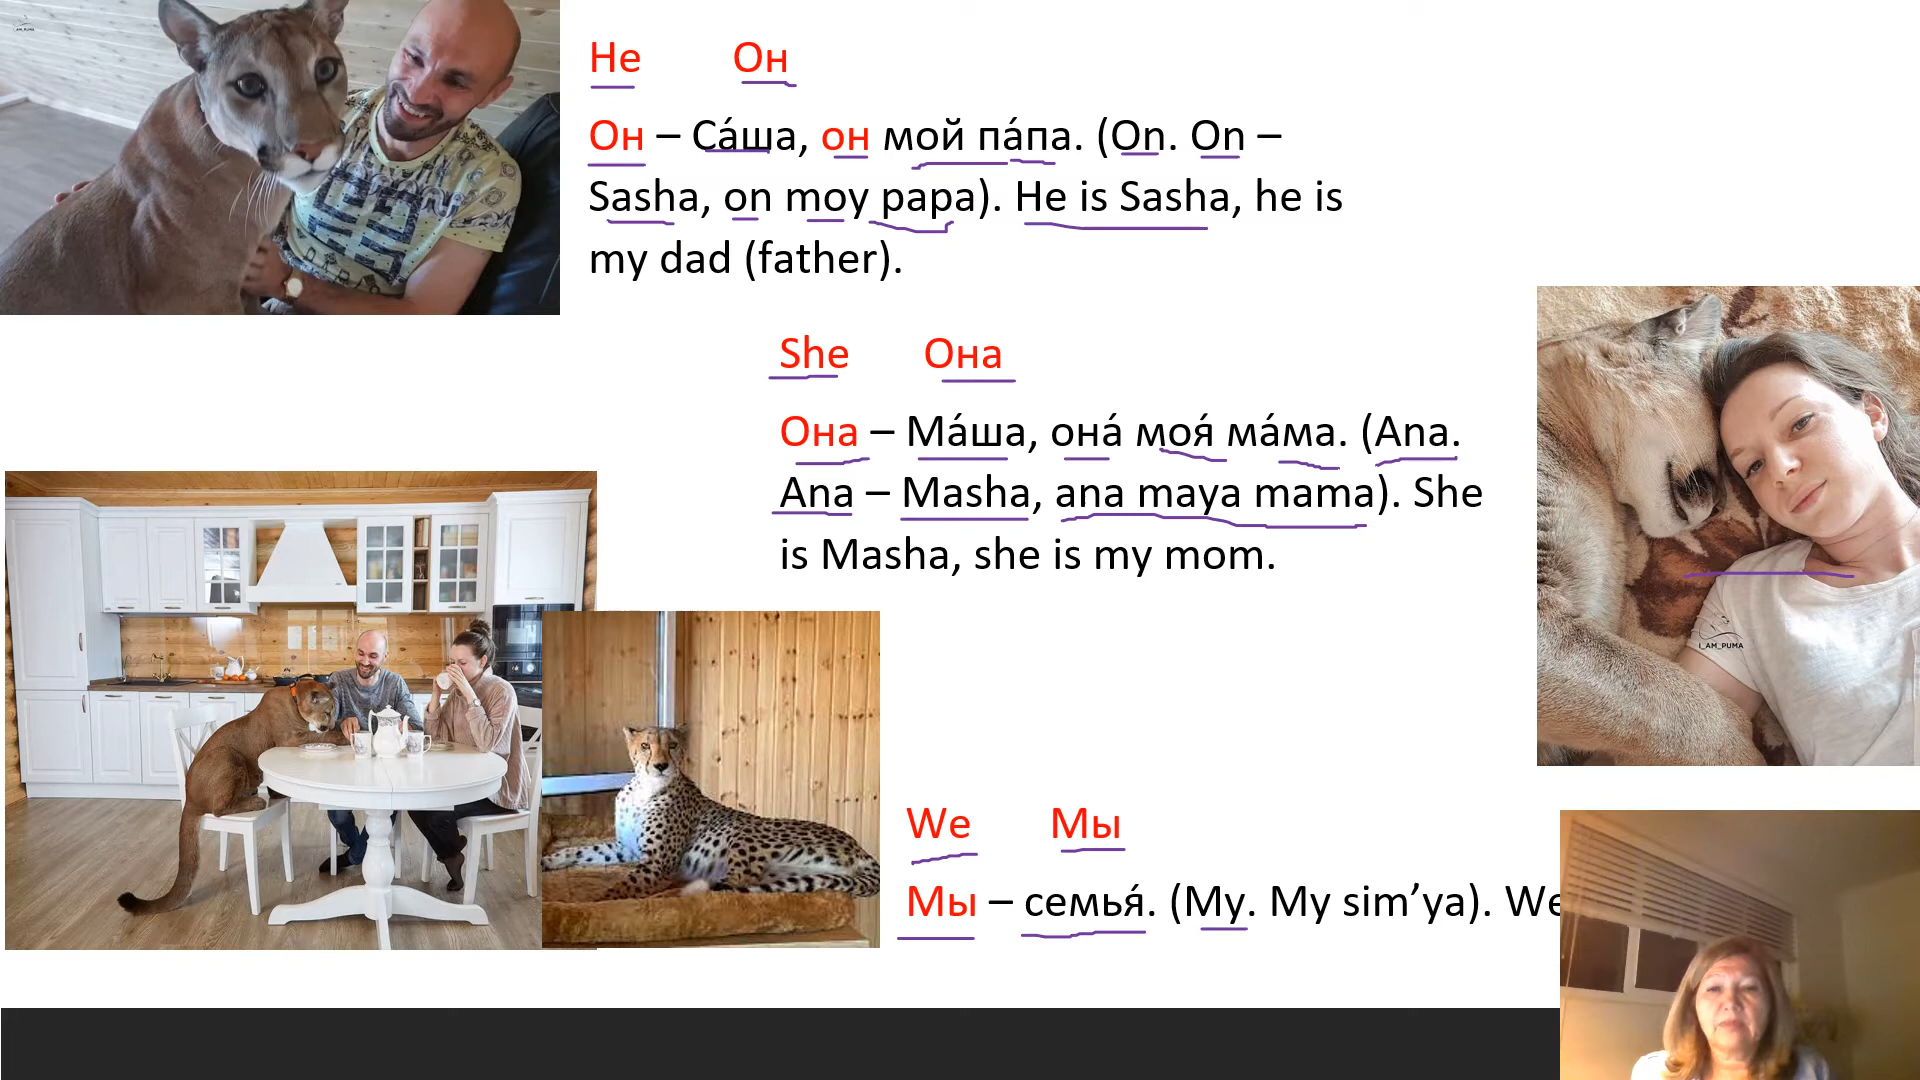 I_AM_PUMA
He Он
Он – Са́ша, он мой па́па. (On. On –
Sasha, on moy papa). He is Sasha, he is
my dad (father).
She Она
Она – Ма́ша, она́ моя́ ма́ма. (Ana.
Ana – Masha, ana maya mama). She
is Masha, she is my mom.
I_AM_PUMA
We Мы
Мы – семья́. (My. My sim’ya). We